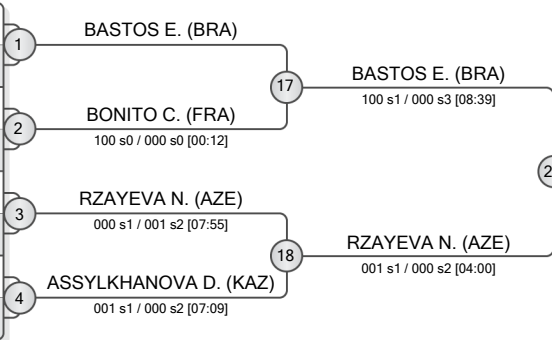 1
BASTOS E. (BRA)
17
BASTOS E. (BRA)
100 s1 / 000 s3 [08:39]
2
BONITO C. (FRA)
100 s0 / 000 s0 [00:12]
3
RZAYEVA N. (AZE)
000 s1 / 001 s2 [07:55]
18
RZAYEVA N. (AZE)
001 s1 / 000 s2 [04:00]
4
ASSYLKHANOVA D. (KAZ)
001 s1 / 000 s2 [07:09]